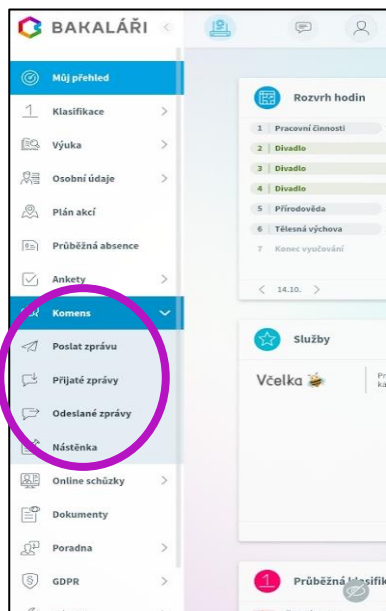 BAKALÁŘI
Můj přehled
Klasifikace
Výuka
Osobní údaje
Plán akcí
Průběžná absence
Ankety
Komens
Poslat zprávu
Přijaté zprávy
Odeslané zprávy
Nástěnka
Online schůzky
Dokumenty
Poradna
GDPR
Rozvrh hodin
1 Pracovní činnosti
2 Divadlo
3 Divadlo
4 Divadlo
5 Přírodověda
6 Tělesná výchova
7 Konec vyučování
14.10.
Služby
Včelka
Průběžná